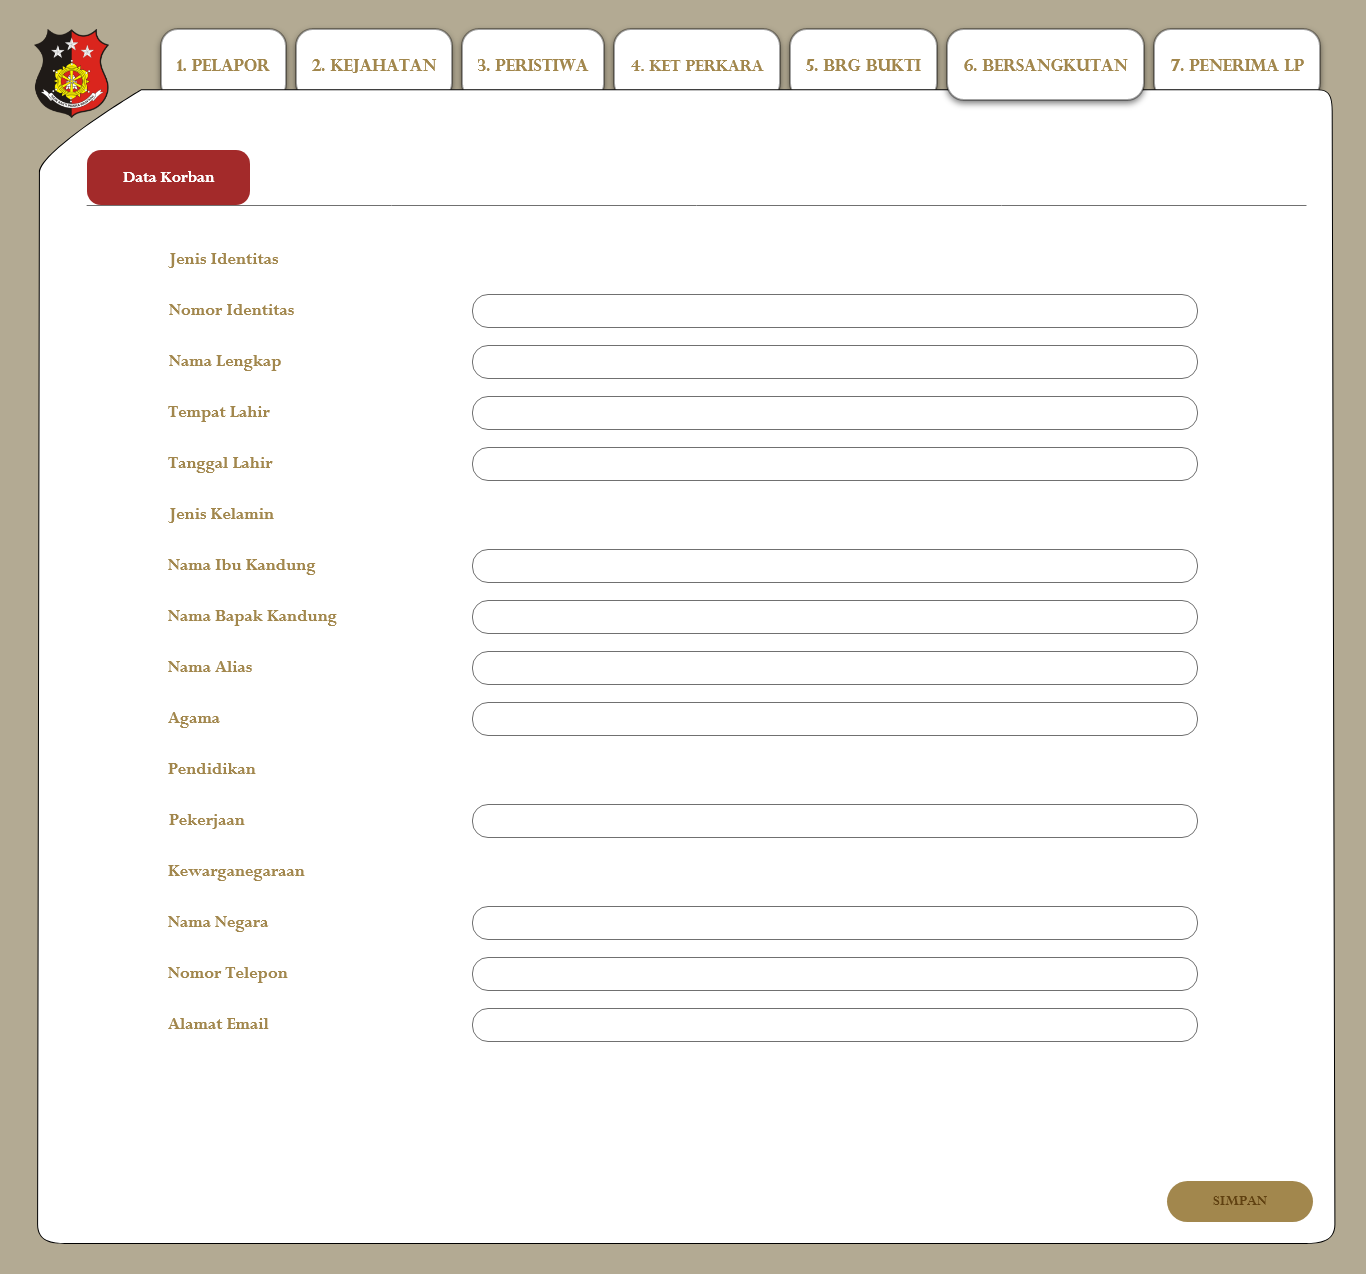 1. PELAPOR
2. KEJAHATAN
3. PERISTIWA
4. KET PERKARA
5. BRG BUKTI
6. BERSANGKUTAN
7. PENERIMA LP
Data Korban
Jenis Identitas
Nomor Identitas
Nama Lengkap
Tempat Lahir
Tanggal Lahir
Jenis Kelamin
Nama Ibu Kandung
Nama Bapak Kandung
Nama Alias
Agama
Pendidikan
Pekerjaan
Kewarganegaraan
Nama Negara
Nomor Telepon
Alamat Email
SIMPAN